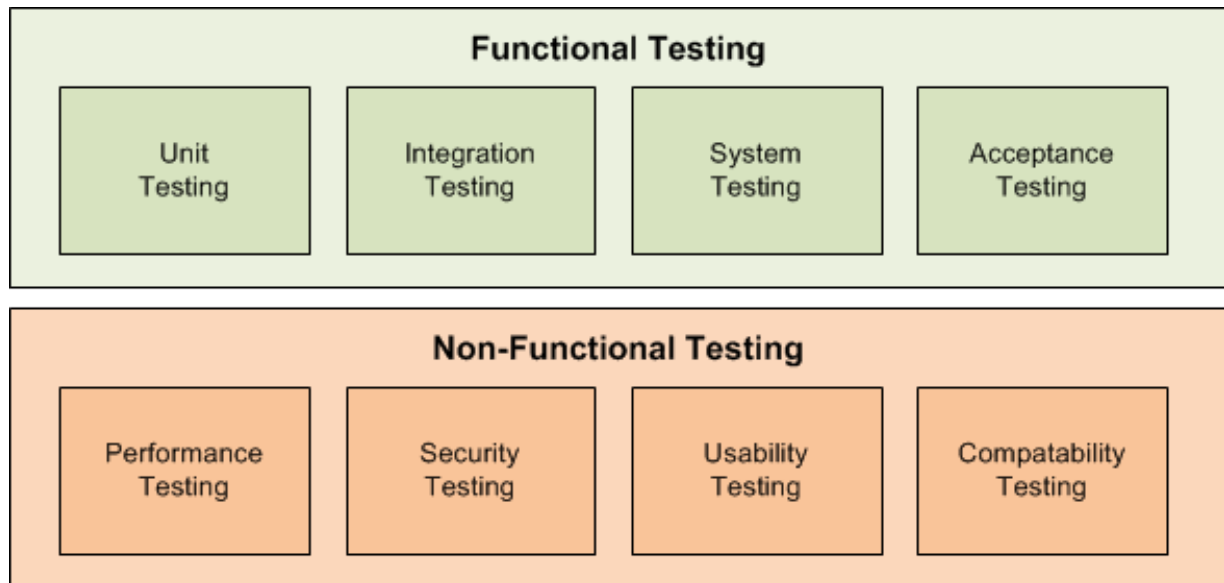 Functional Testing
Unit
Testing
Integration
Testing
System
Testing
Acceptance
Testing
Non-Functional Testing
Performance
Testing
Security
Testing
Usability
Testing
Compatability
Testing